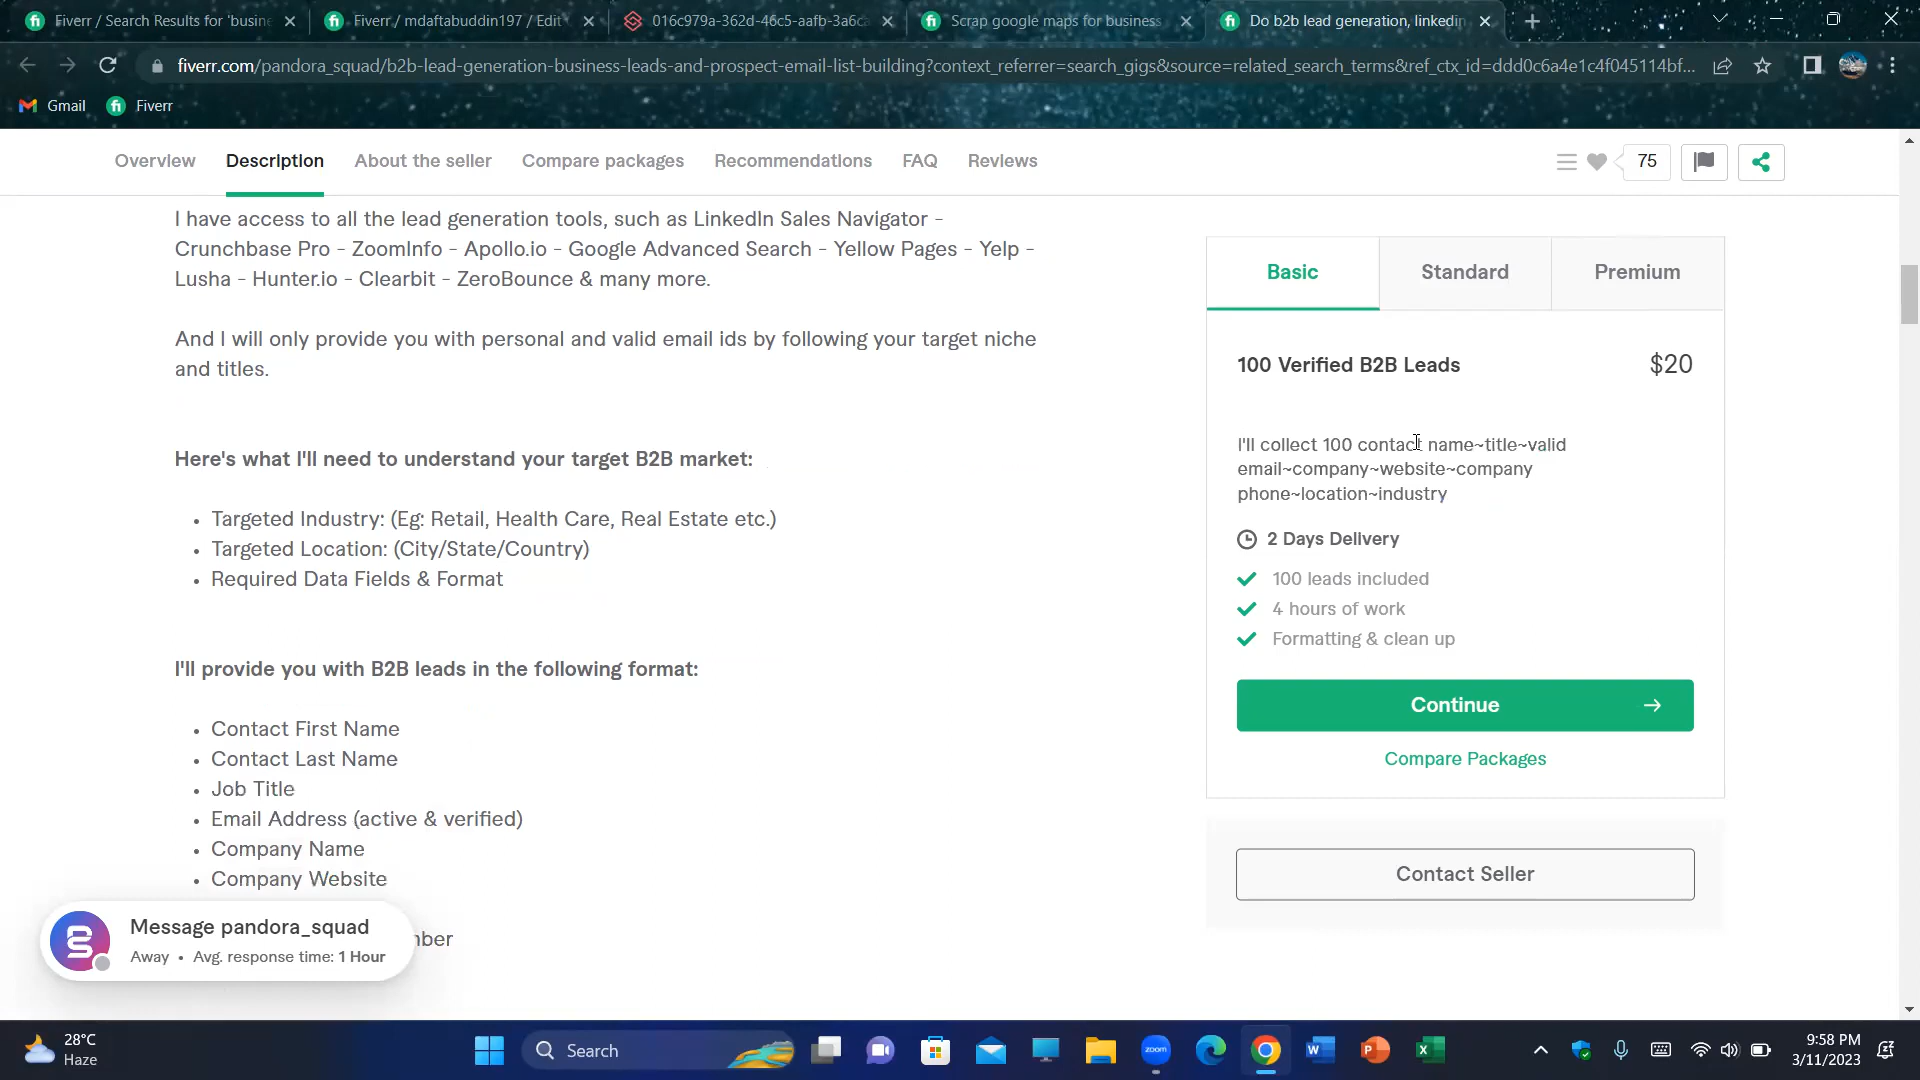 Fiverr / Search Results for 'busine
Fiverr / mdaftabuddin197 / Edit
016c979a-362d-46c5-aafb-3a6ca
Scrap google maps for business
Do b2b lead generation, linkedin
fiverr.com/pandora_squad/b2b-lead-generation-business-leads-and-prospect-email-list-building?context_referrer=search_gigs&source=related_search_terms&ref_ctx_id=ddd0c6a4e1c4f045114bf...
Gmail
Fiverr
Overview
Description
About the seller
Compare packages
Recommendations
FAQ
Reviews
75
I have access to all the lead generation tools, such as LinkedIn Sales Navigator -
Crunchbase Pro - ZoomInfo - Apollo.io - Google Advanced Search - Yellow Pages - Yelp -
Lusha - Hunter.io - Clearbit - ZeroBounce & many more.
And I will only provide you with personal and valid email ids by following your target niche
and titles.
Here's what I'll need to understand your target B2B market:
• Targeted Industry: (Eg: Retail, Health Care, Real Estate etc.)
• Targeted Location: (City/State/Country)
• Required Data Fields & Format
I'll provide you with B2B leads in the following format:
• Contact First Name
• Contact Last Name
• Job Title
• Email Address (active & verified)
• Company Name
• Company Website
Basic
Standard
Premium
100 Verified B2B Leads
$20
I'll collect 100 contact name~title~valid
email~company~website~company
phone~location~industry
2 Days Delivery
100 leads included
4 hours of work
Formatting & clean up
Continue
Compare Packages
Contact Seller
Message pandora_squad
Away • Avg. response time: 1 Hour
28°C
Haze
Search
zoom
9:58 PM
3/11/2023